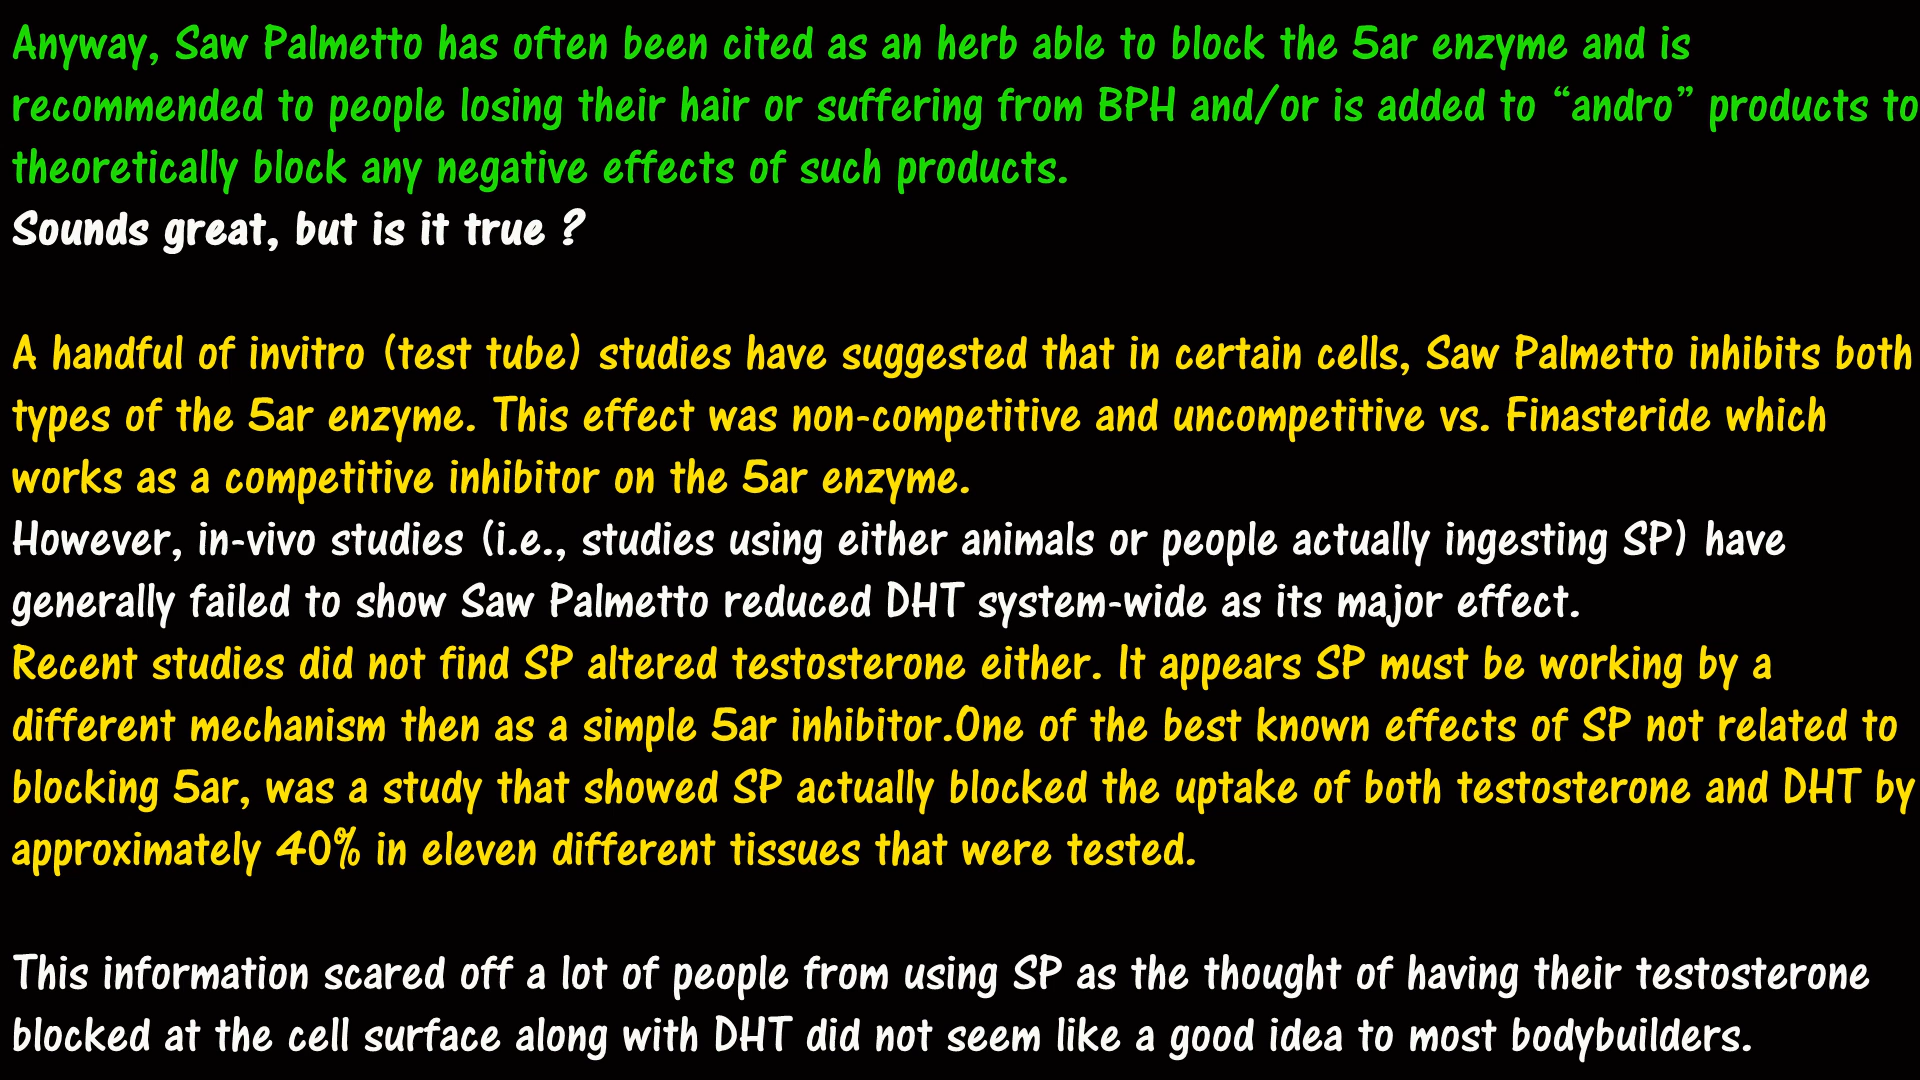 Anyway, Saw Palmetto has often been cited as an herb able to block the 5ar enzyme and is
recommended to people losing their hair or suffering from BPH and/or is added to “andro” products to
theoretically block any negative effects of such products.
Sounds great, but is it true ?
A handful of invitro (test tube) studies have suggested that in certain cells, Saw Palmetto inhibits both
types of the 5ar enzyme. This effect was non-competitive and uncompetitive vs. Finasteride which
works as a competitive inhibitor on the 5ar enzyme.
However, in-vivo studies (i.e., studies using either animals or people actually ingesting SP) have
generally failed to show Saw Palmetto reduced DHT system-wide as its major effect.
Recent studies did not find SP altered testosterone either. It appears SP must be working by a
different mechanism then as a simple 5ar inhibitor.One of the best known effects of SP not related to
blocking 5ar, was a study that showed SP actually blocked the uptake of both testosterone and DHT by
approximately 40% in eleven different tissues that were tested.
This information scared off a lot of people from using SP as the thought of having their testosterone
blocked at the cell surface along with DHT did not seem like a good idea to most bodybuilders.